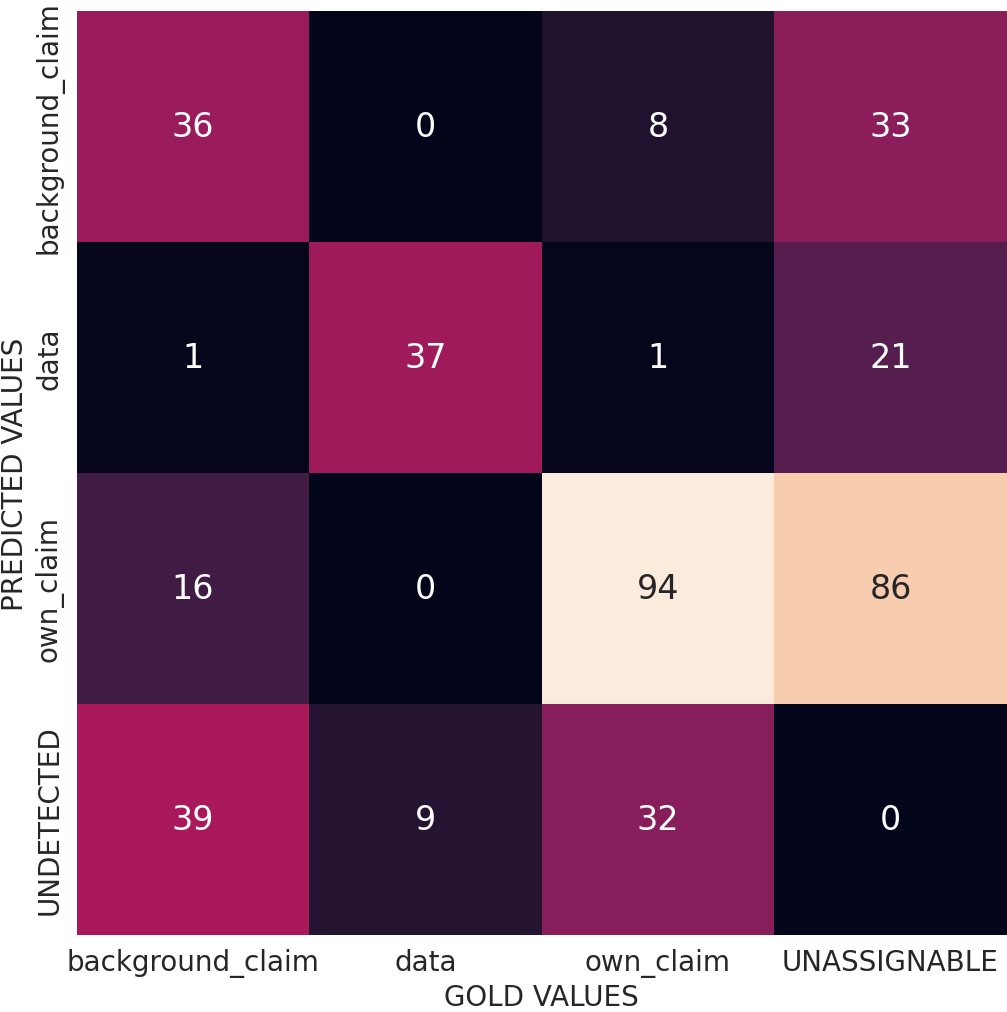 PREDICTED VALUES
background_claim
36 0 8 33
data
1 37 1 21
own_claim
16 0 94 86
UNDETECTED
39 9 32 0
background_claim data own_claim UNASSIGNABLE
GOLD VALUES